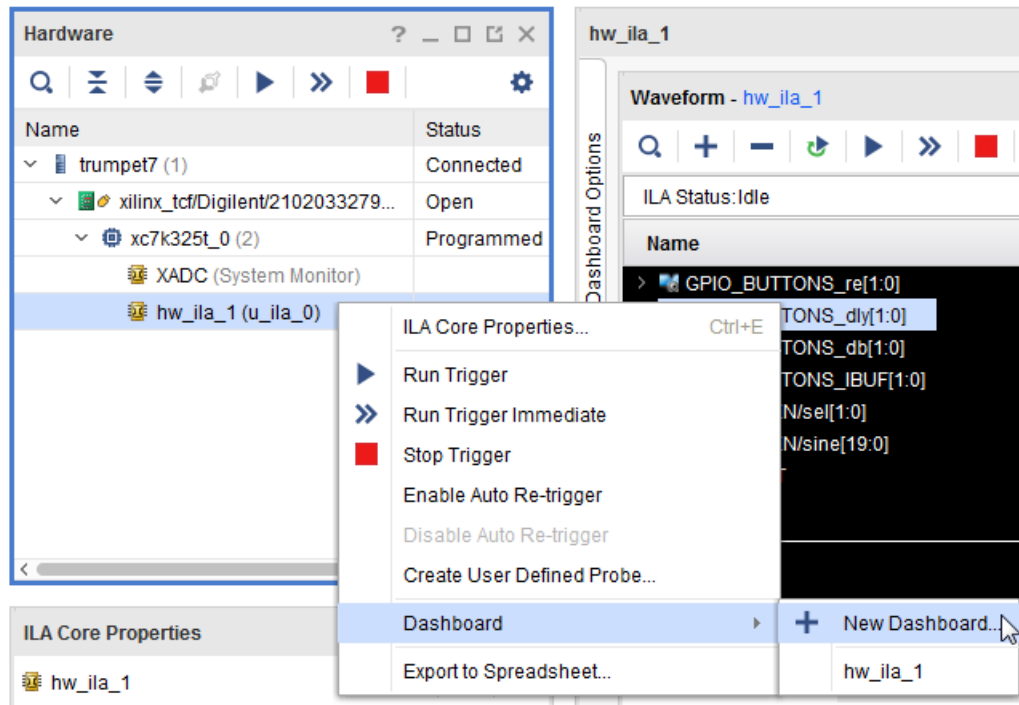 Hardware
?
Name Status
trumpet7 (1) Connected
xilinx_tcf/Digilent/2102033279... Open
xc7k325t_0 (2) Programmed
XADC (System Monitor)
hw_ila_1 (u_ila_0)
ILA Core Properties... Ctrl+E
Run Trigger
Run Trigger Immediate
Stop Trigger
Enable Auto Re-trigger
Disable Auto Re-trigger
Create User Defined Probe...
Dashboard
Export to Spreadsheet...
New Dashboard...
hw_ila_1
ILA Core Properties
hw_ila_1
hw_ila_1
Dashboard Options
Waveform - hw_ila_1
ILA Status:Idle
Name
GPIO_BUTTONS_re[1:0]
TONS_dly[1:0]
TONS_db[1:0]
TONS_IBUF[1:0]
N/sel[1:0]
N/sine[19:0]